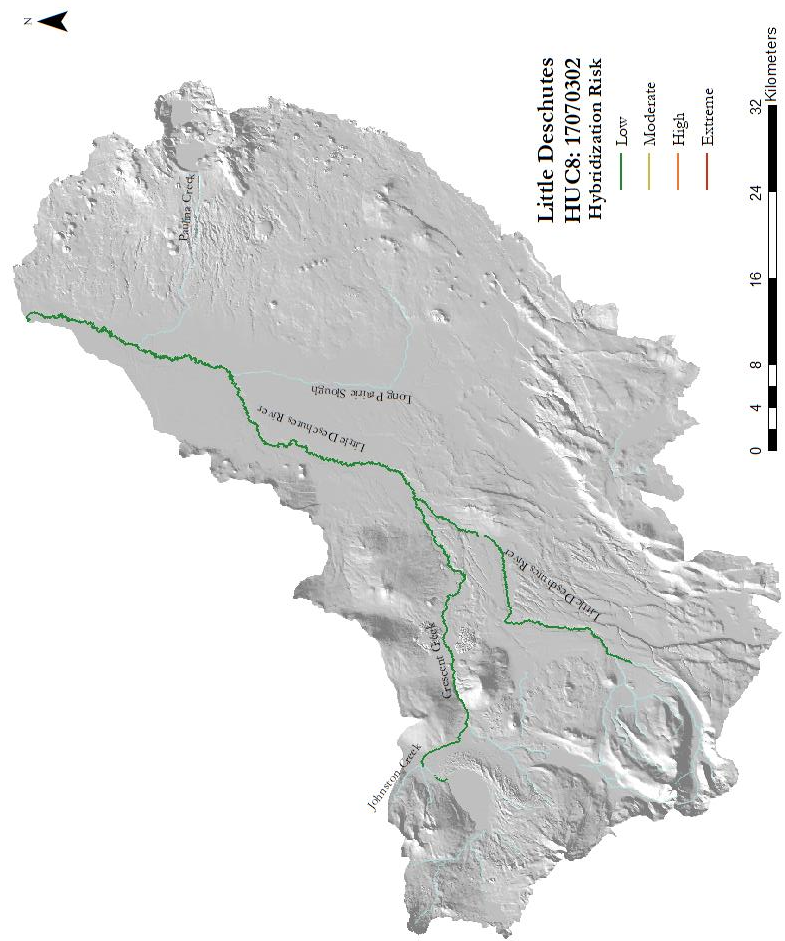 N
Little Deschutes
HUC8: 17070302
Hybridization Risk
Low
Moderate
High
Extreme
0 4 8 16 24 32
Kilometers
Paulina Creek
Long Prairie Slough
Little Deschutes River
Little Deschutes River
Crescent Creek
Johnston Creek